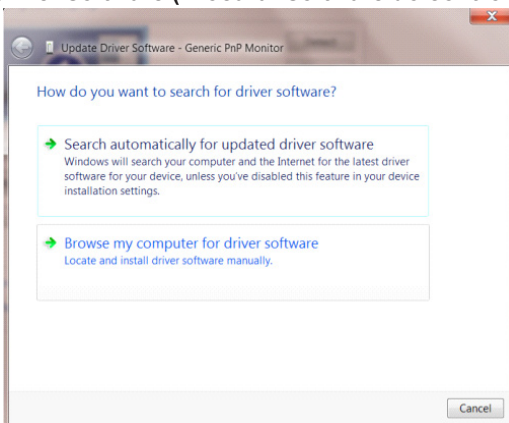 Update Driver Software - Generic PnP Monitor
How do you want to search for driver software?
Search automatically for updated driver software
Windows will search your computer and the Internet for the latest driver
software for your device, unless you've disabled this feature in your device
installation settings.
Browse my computer for driver software
Locate and install driver software manually.
Cancel